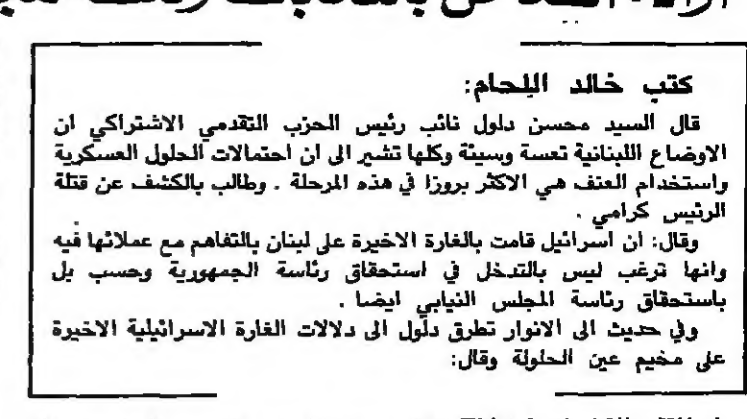 كتب خالد اللحام:
قال السيد محسن دلول نائب رئيس الحزب التقدمي الاشتراكي ان
الاوضاع اللبنانية تعسة وسيئة وكلها تشير الى ان احتمالات الحلول العسكرية
واستخدام العنف هي الاكثر بروزا في هذه المرحلة . وطالب بالكشف عن قتلة
الرئيس كرامي .
وقال: ان اسرائيل قامت بالغارة الاخيرة على لبنان بالتفاهم مع عملائها فيه
وانها ترغب ليس بالتدخل في استحقاق رئاسة الجمهورية وحسب بل
باستحقاق رئاسة المجلس النيابي ايضا .
وفي حديث الى الانوار تطرق دلول الى دلالات الغارة الاسرائيلية الاخيرة
على مخيم عين الحلوة وقال: